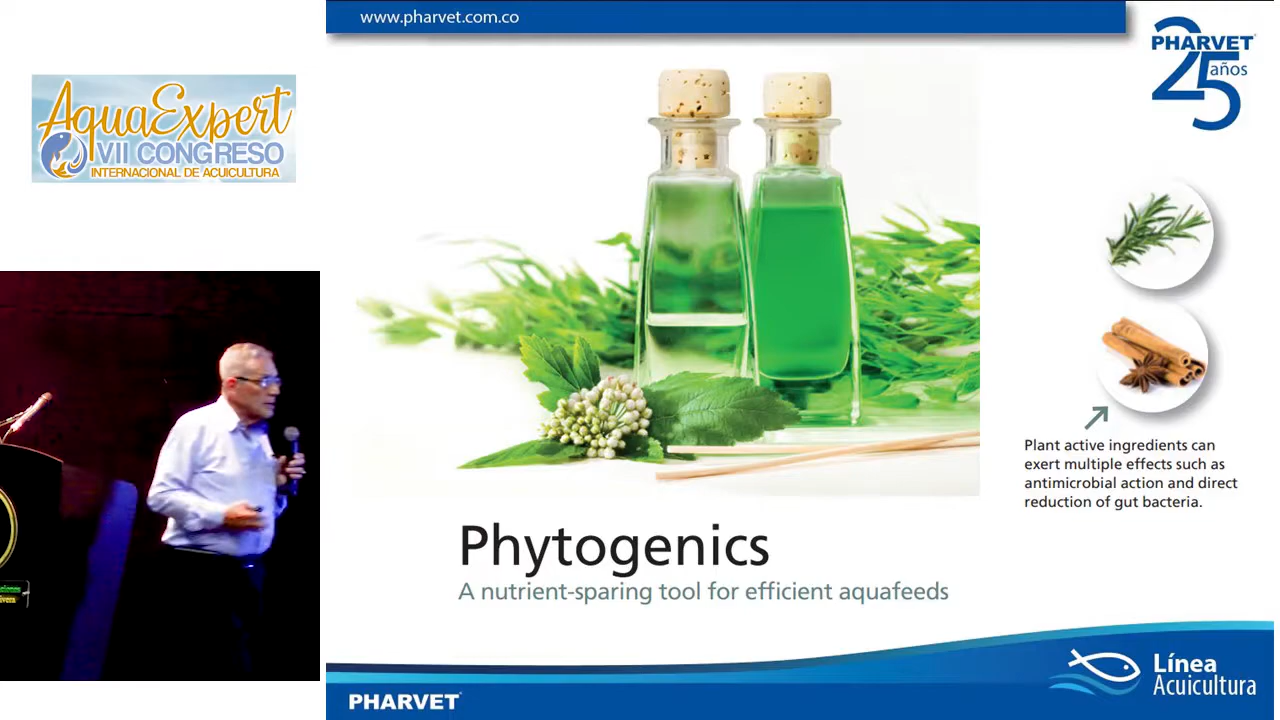 www.pharvet.com.co
PHARVET
25
años
AquaExpert
VII CONGRESO
INTERNACIONAL DE ACUICULTURA
Plant active ingredients can
exert multiple effects such as
antimicrobial action and direct
reduction of gut bacteria.
Phytogenics
A nutrient-sparing tool for efficient aquafeeds
PHARVET
Línea
Acuicultura